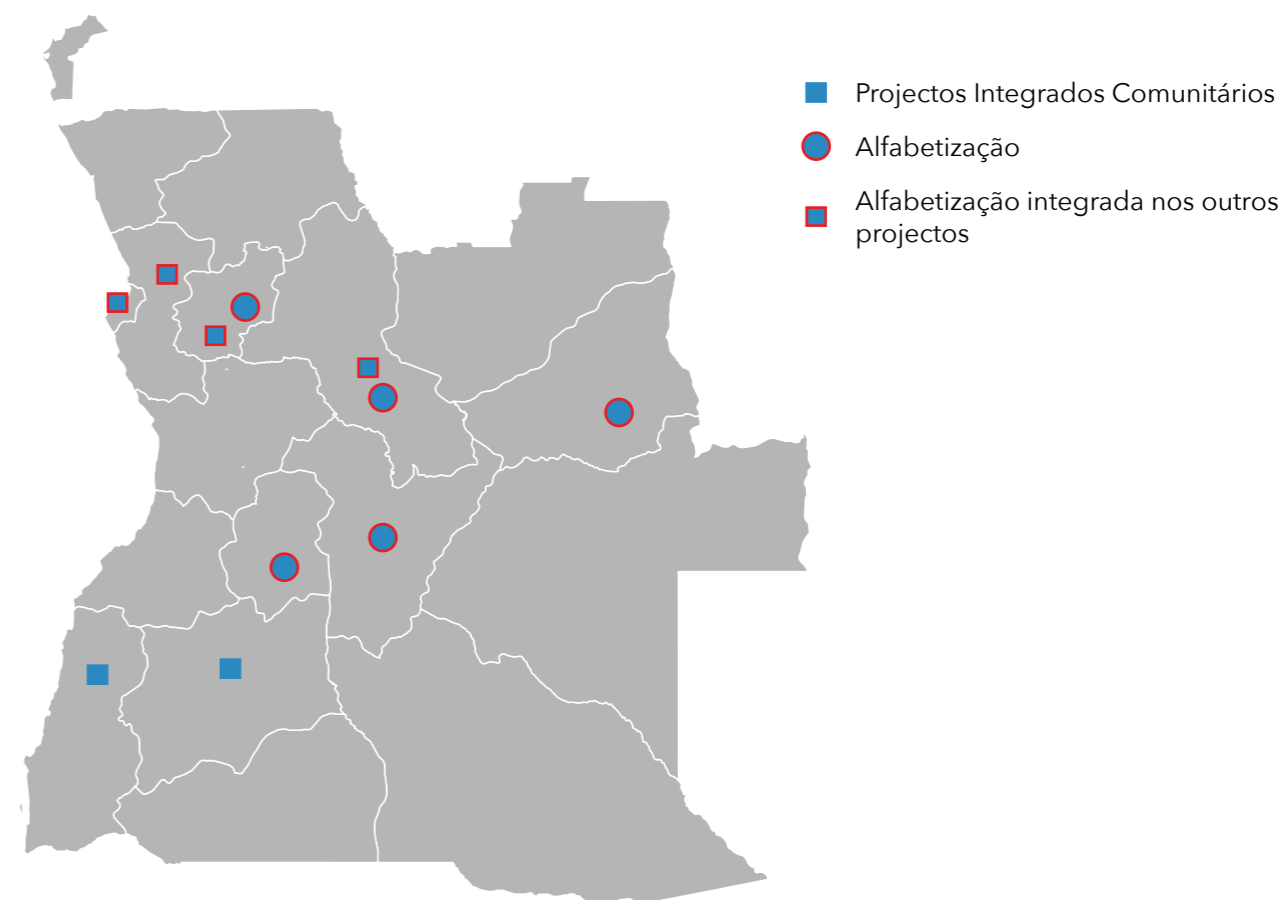 Projectos Integrados Comunitários
Alfabetização
Alfabetização integrada nos outros
projectos